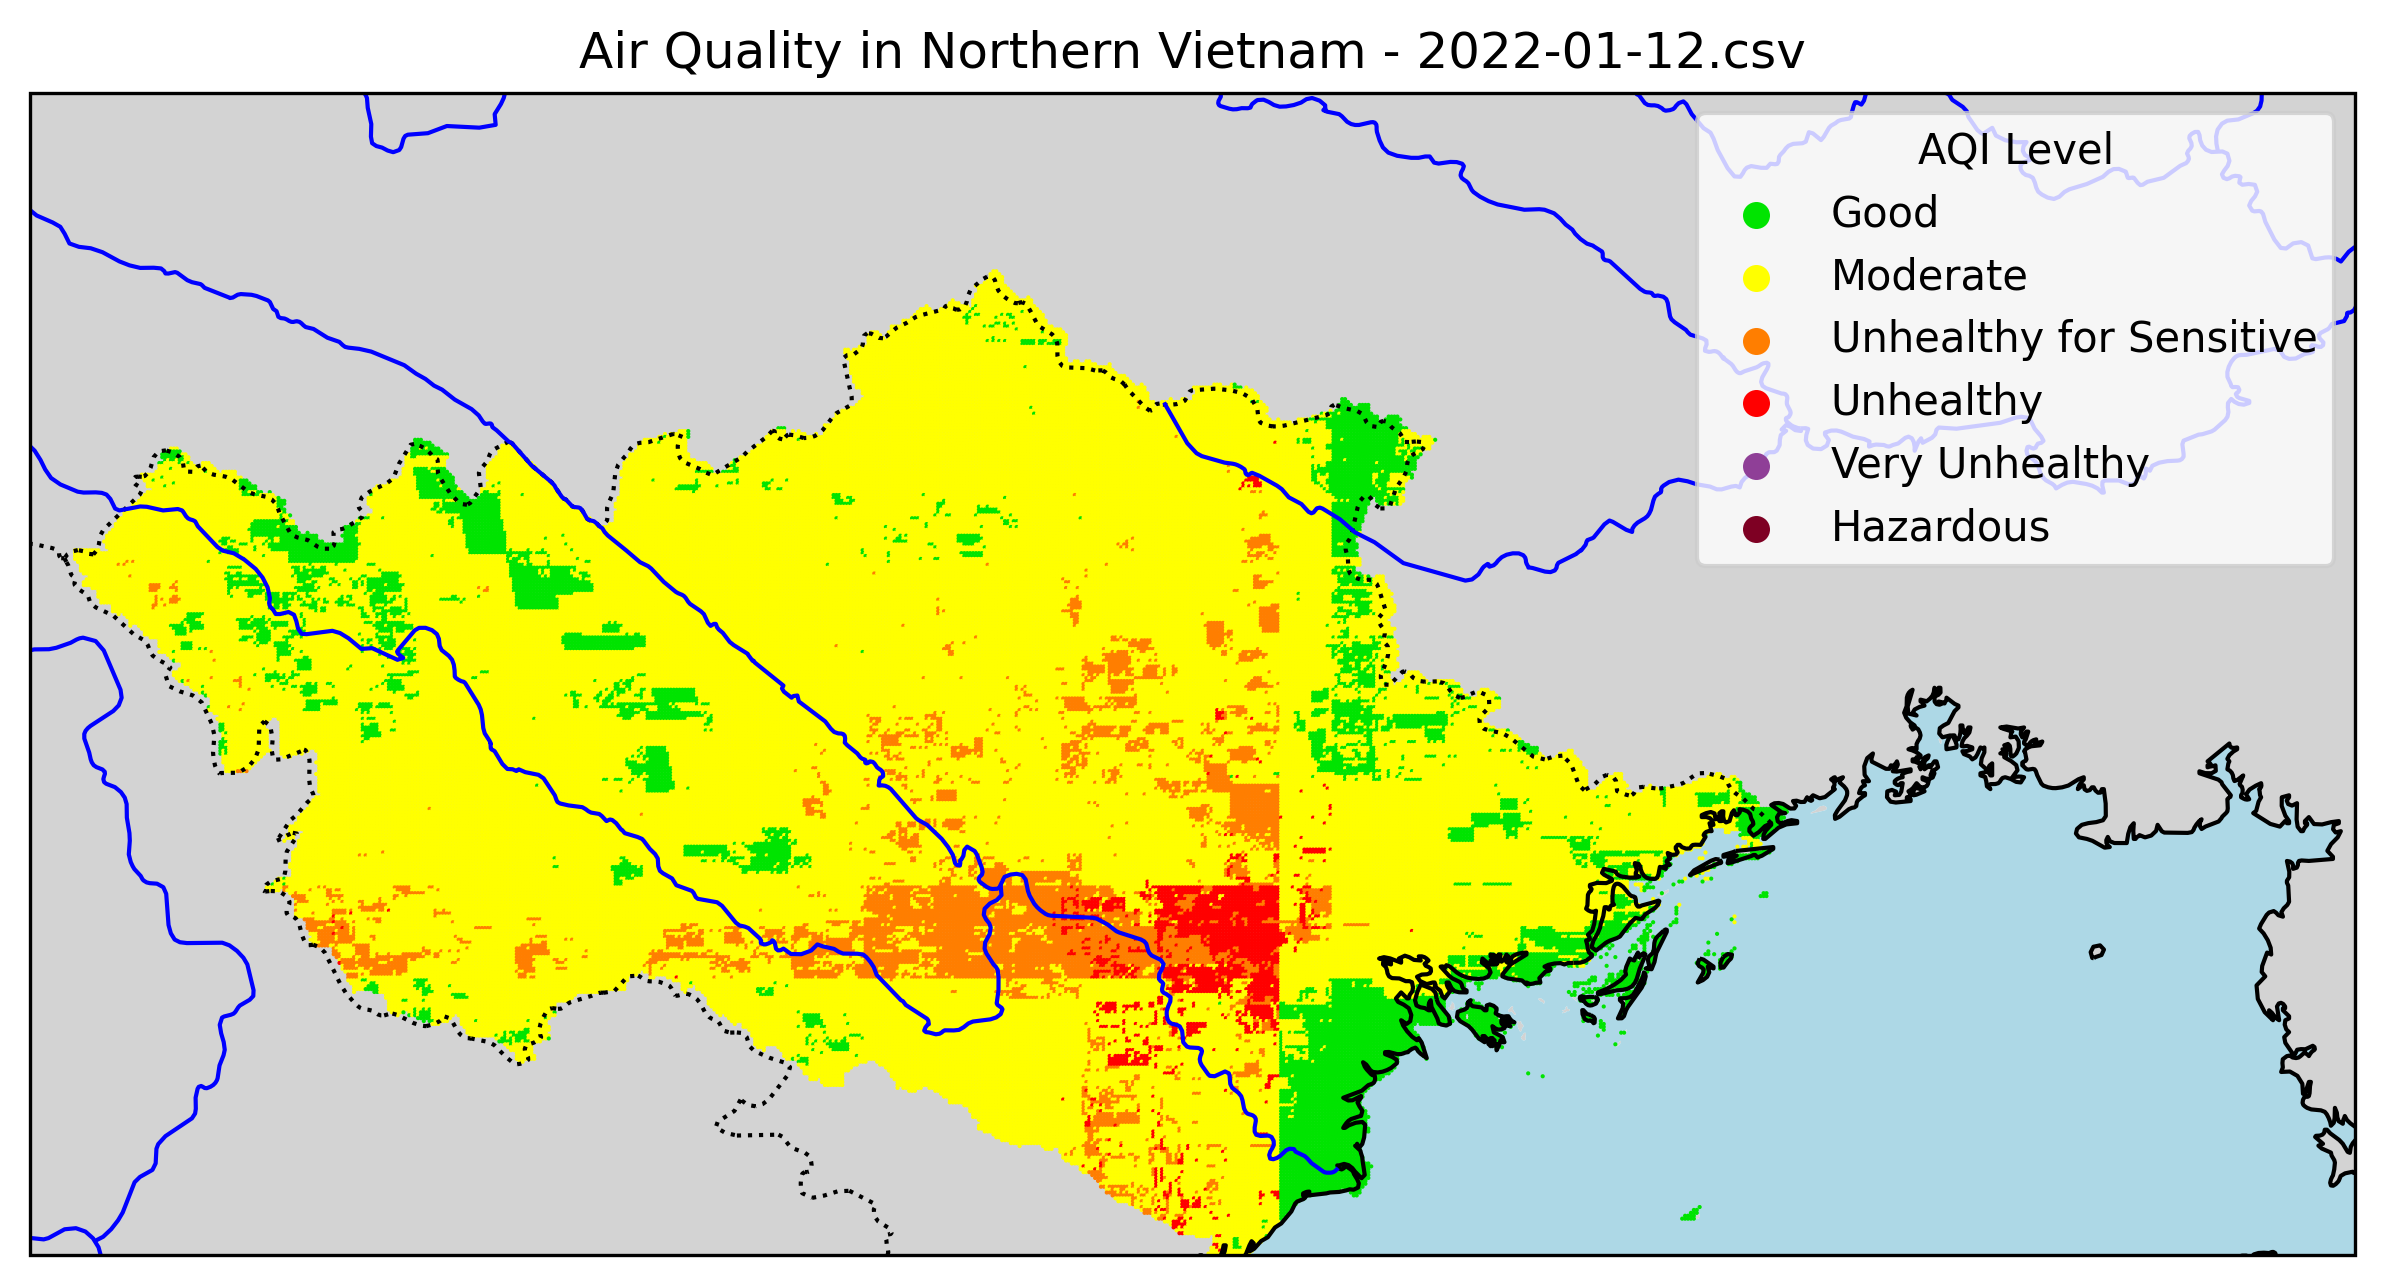 Air Quality in Northern Vietnam - 2022-01-12.csv
AQI Level
Good
Moderate
Unhealthy for Sensitive
Unhealthy
Very Unhealthy
Hazardous